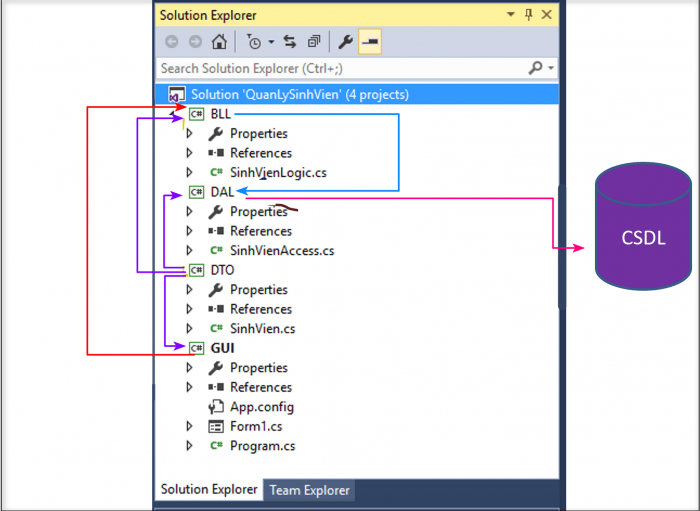 Solution Explorer
Search Solution Explorer (Ctrl+;)
Solution 'QuanLySinhVien' (4 projects)
C# BLL
Properties
References
C# SinhVienLogic.cs
C# DAL
Properties
References
C# SinhVienAccess.cs
C# DTO
Properties
References
C# SinhVien.cs
C# GUI
Properties
References
App.config
Form1.cs
C# Program.cs
Solution Explorer Team Explorer
CSDL